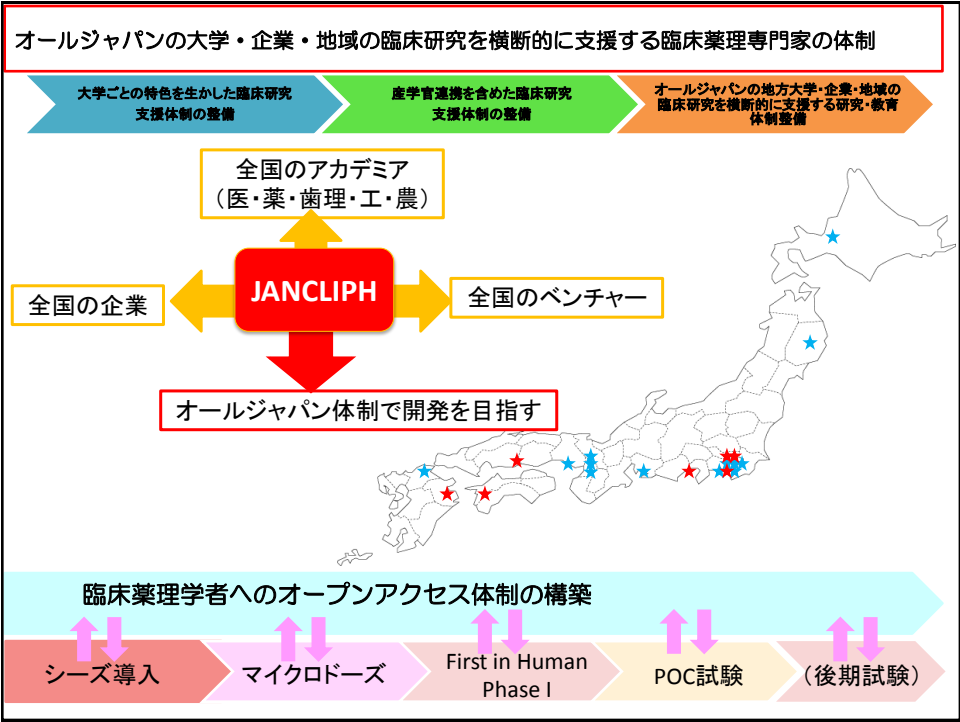 オールジャパンの大学・企業・地域の臨床研究を横断的に支援する臨床薬理専門家の体制
大学ごとの特色を生かした臨床研究
支援体制の整備
産学官連携を含めた臨床研究
支援体制の整備
オールジャパンの地方大学・企業・地域の
臨床研究を横断的に支援する研究・教育
体制整備
全国のアカデミア
（医・薬・歯理・工・農）
JANCLIPH
全国の企業
全国のベンチャー
オールジャパン体制で開発を目指す
臨床薬理学者へのオープンアクセス体制の構築
シーズ導入
マイクロドーズ
First in Human
Phase I
POC試験
（後期試験）